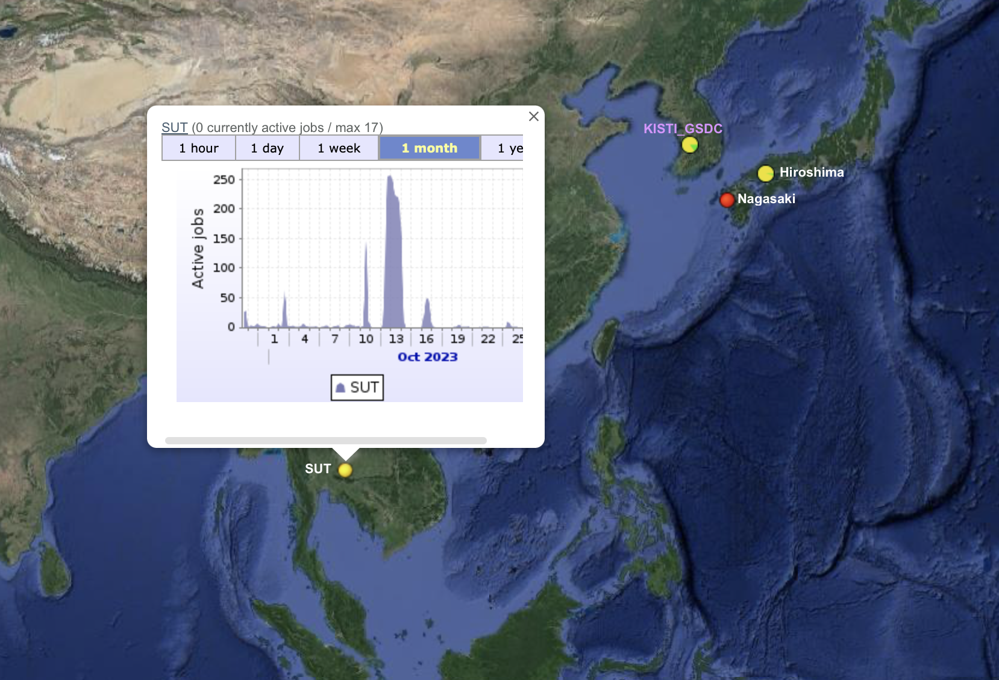 SUT (0 currently active jobs / max 17)
1 hour 1 day 1 week 1 month 1 ye
250
200
150
100
50
0
Active jobs
1 4 7 10 13 16 19 22 25
Oct 2023
SUT
SUT
KISTI_GSDC
Hiroshima
Nagasaki